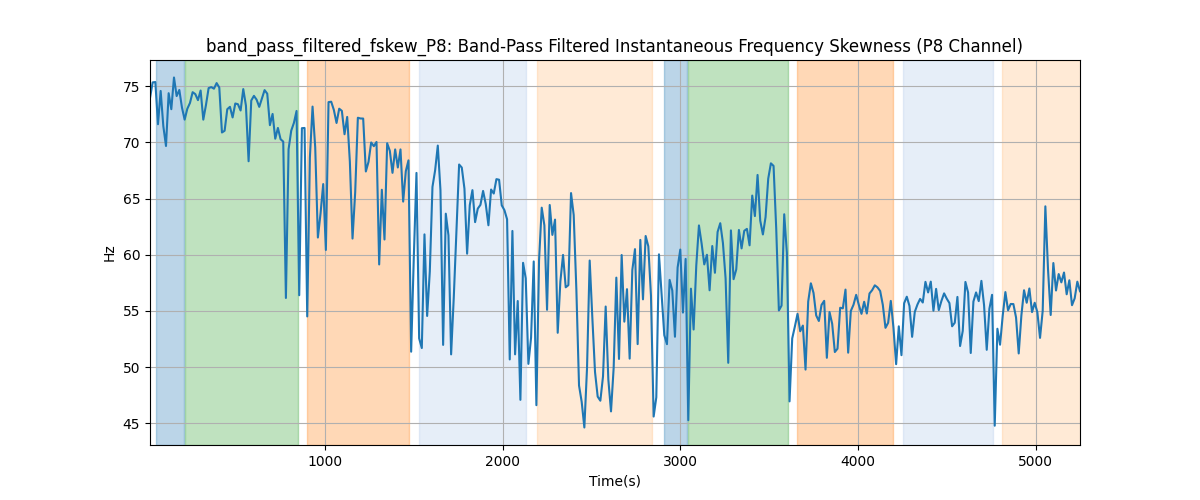 band_pass_filtered_fskew_P8: Band-Pass Filtered Instantaneous Frequency Skewness (P8 Channel)
75
70
65
60
55
50
45
Hz
1000 2000 3000 4000 5000
Time(s)